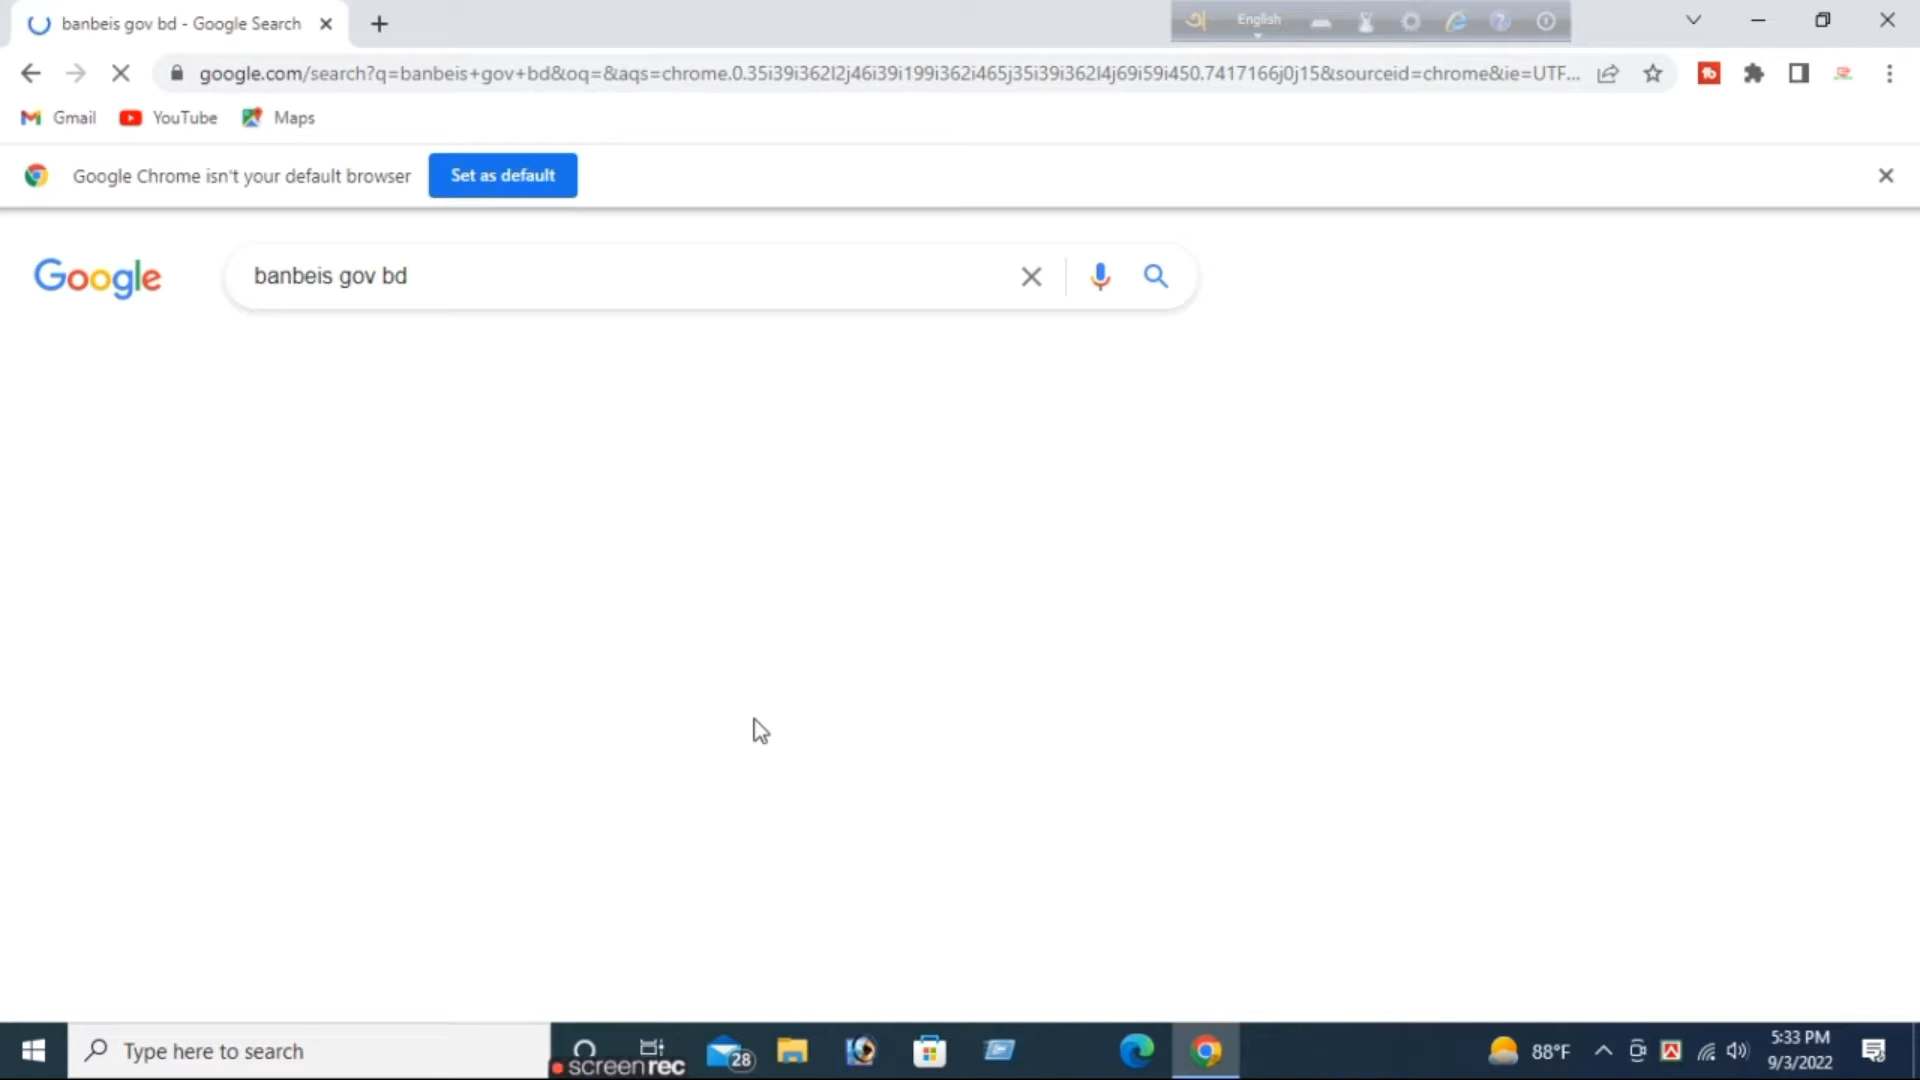 banbeis gov bd - Google Search
অ English
google.com/search?q=banbeis+gov+bd&oq=&aqs=chrome.0.35i39i362l2j46i39i199i362i465j35i39i362l4j69i59i450.7417166j0j15&sourceid=chrome&ie=UTF...
Gmail YouTube Maps
Google Chrome isn't your default browser Set as default
Google banbeis gov bd
Type here to search
screenrec
28
88°F
5:33 PM
9/3/2022